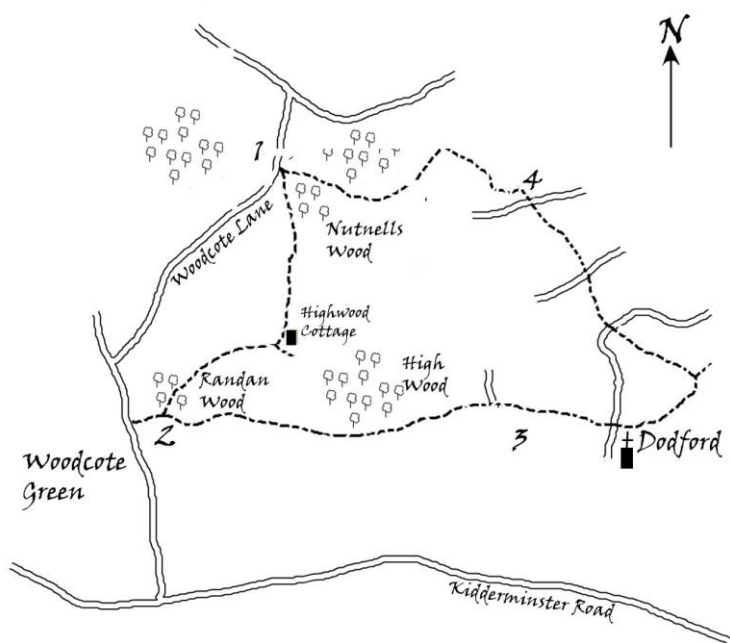 N
1
4
Woodcote Lane
Nutnells
Wood
Highwood
Cottage
High
Wood
Randan
Wood
2
3
Dodford
Woodcote
Green
Kidderminster Road